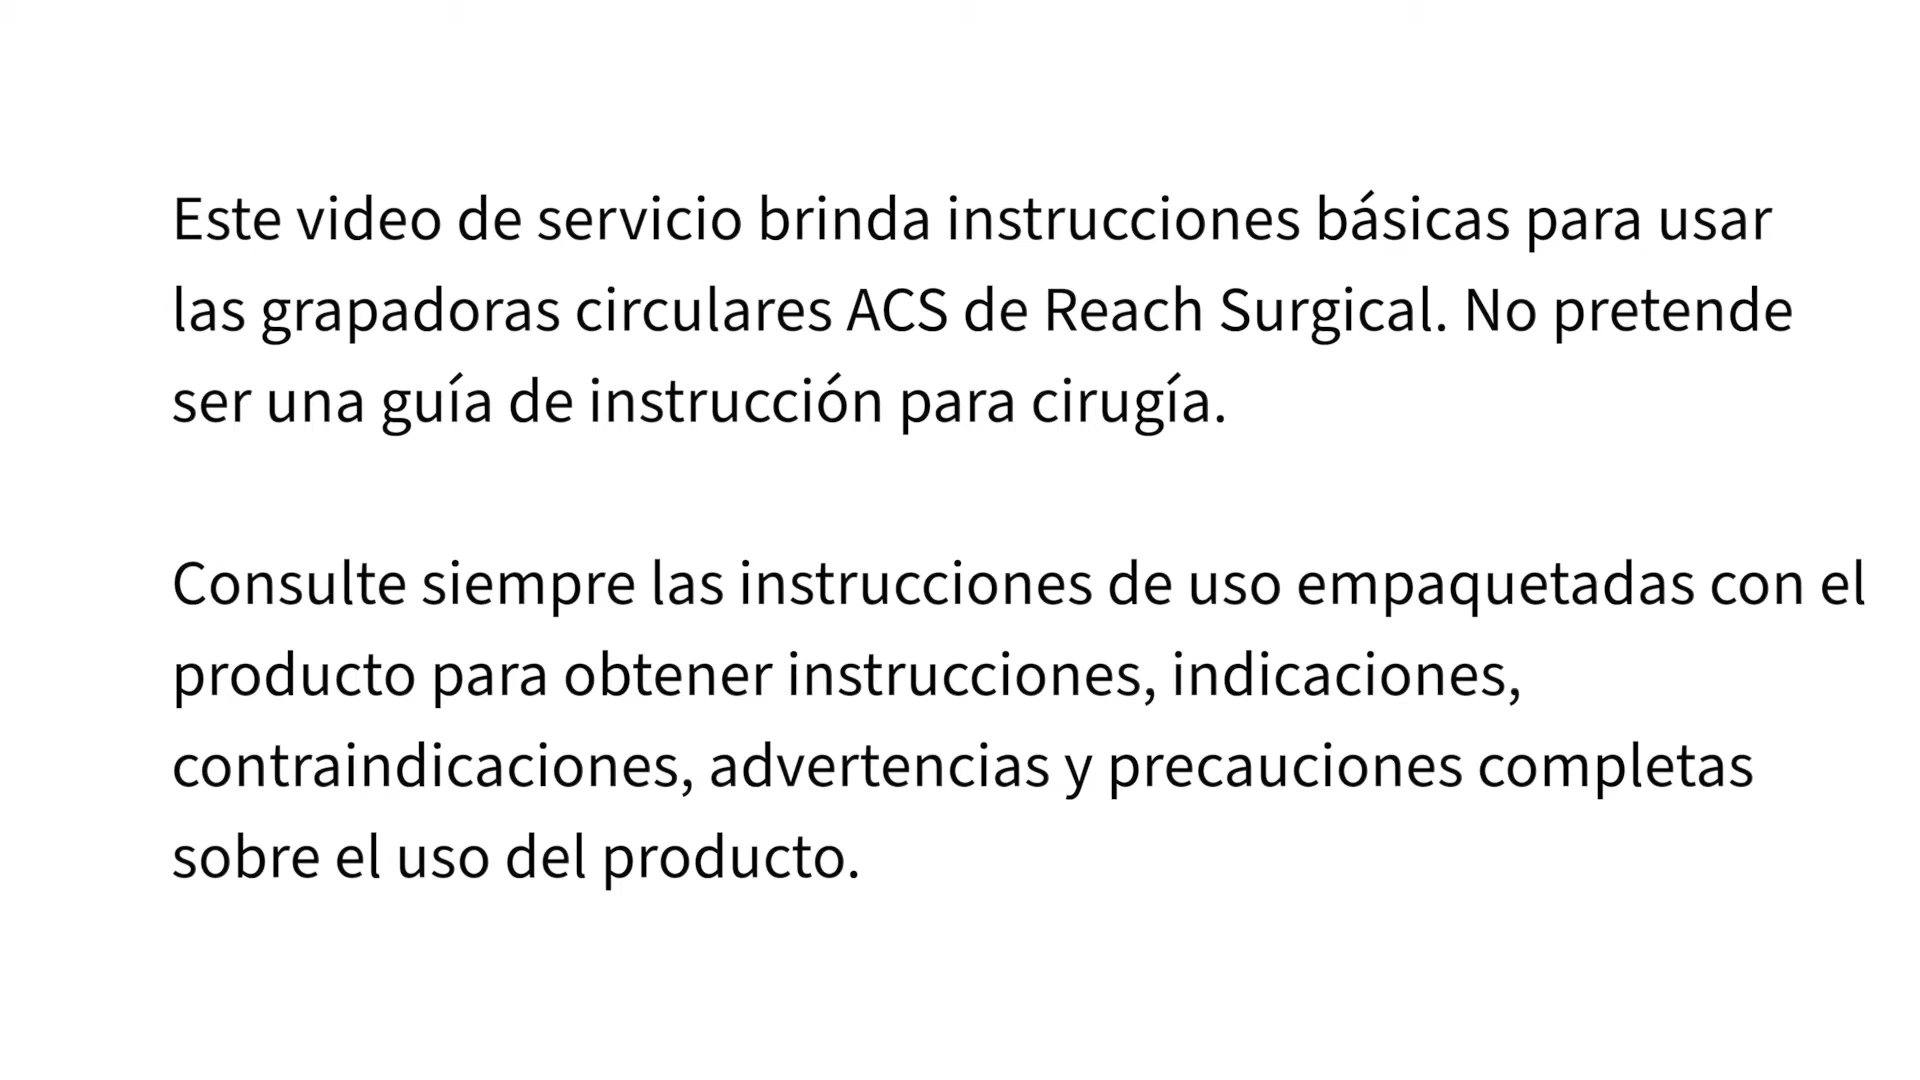 Este video de servicio brinda instrucciones básicas para usar
las grapadoras circulares ACS de Reach Surgical. No pretende
ser una guía de instrucción para cirugía.
Consulte siempre las instrucciones de uso empaquetadas con el
producto para obtener instrucciones, indicaciones,
contraindicaciones, advertencias y precauciones completas
sobre el uso del producto.